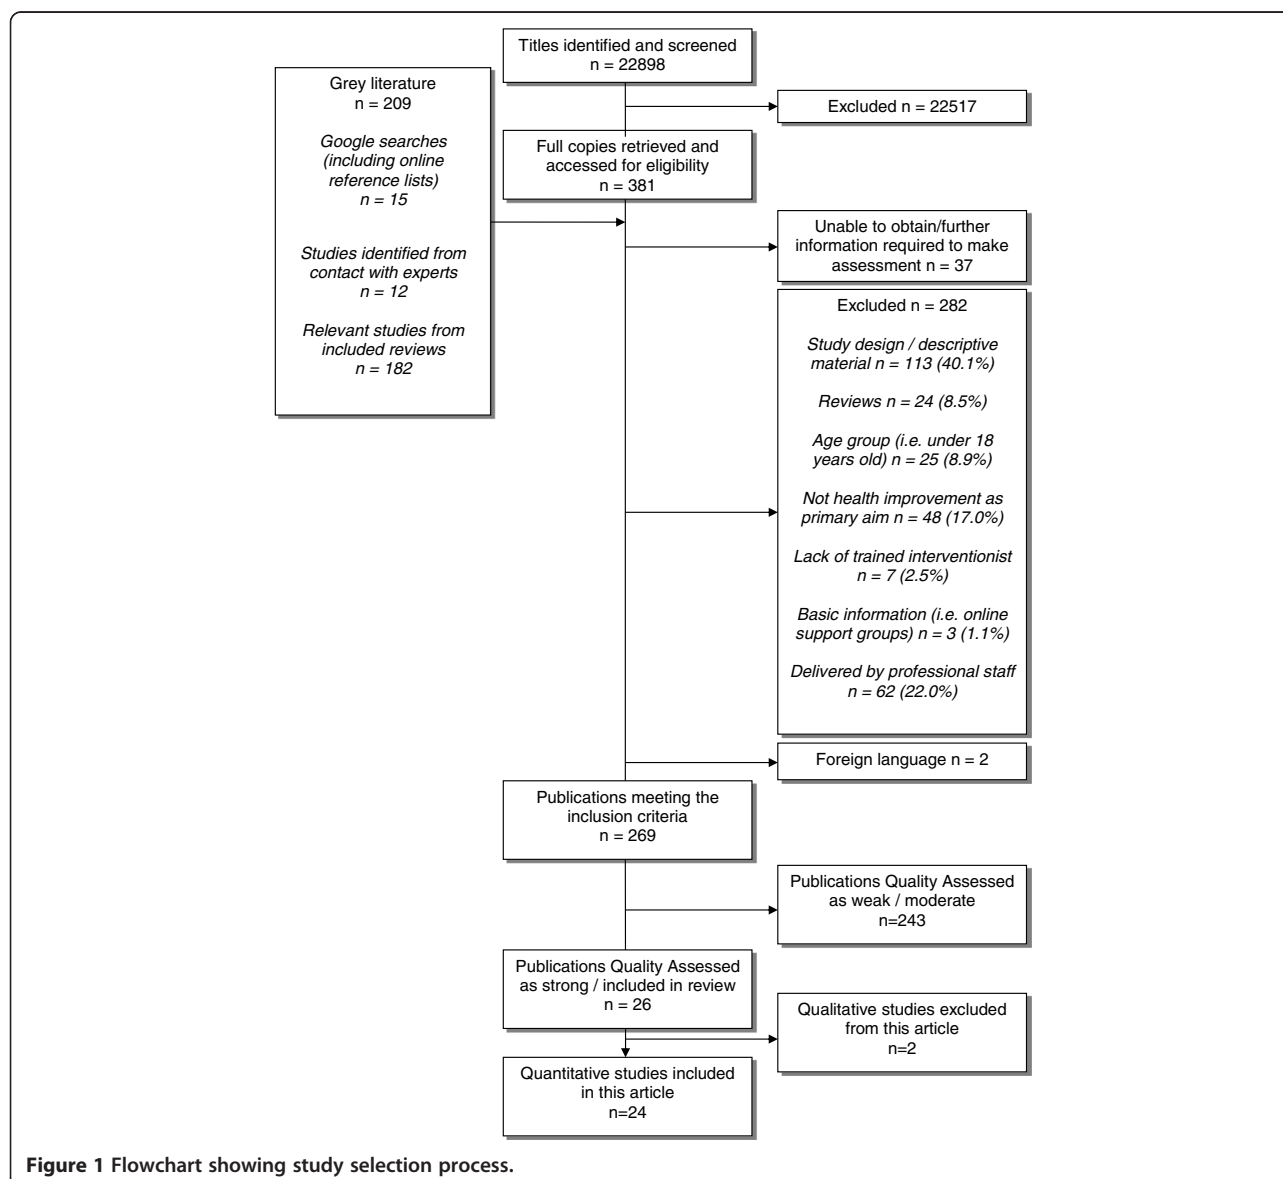 Titles identified and screened
n = 22898
Grey literature
n = 209
Google searches
(including online
reference lists)
n = 15
Studies identified from
contact with experts
n = 12
Relevant studies from
included reviews
n = 182
Excluded n = 22517
Full copies retrieved and
accessed for eligibility
n = 381
Unable to obtain/further
information required to make
assessment n = 37
Excluded n = 282
Study design / descriptive
material n = 113 (40.1%)
Reviews n = 24 (8.5%)
Age group (i.e. under 18
years old) n = 25 (8.9%)
Not health improvement as
primary aim n = 48 (17.0%)
Lack of trained interventionist
n = 7 (2.5%)
Basic information (i.e. online
support groups) n = 3 (1.1%)
Delivered by professional staff
n = 62 (22.0%)
Foreign language n = 2
Publications meeting the
inclusion criteria
n = 269
Publications Quality Assessed
as weak / moderate
n=243
Publications Quality Assessed
as strong / included in review
n = 26
Qualitative studies excluded
from this article
n=2
Quantitative studies included
in this article
n=24
Figure 1 Flowchart showing study selection process.